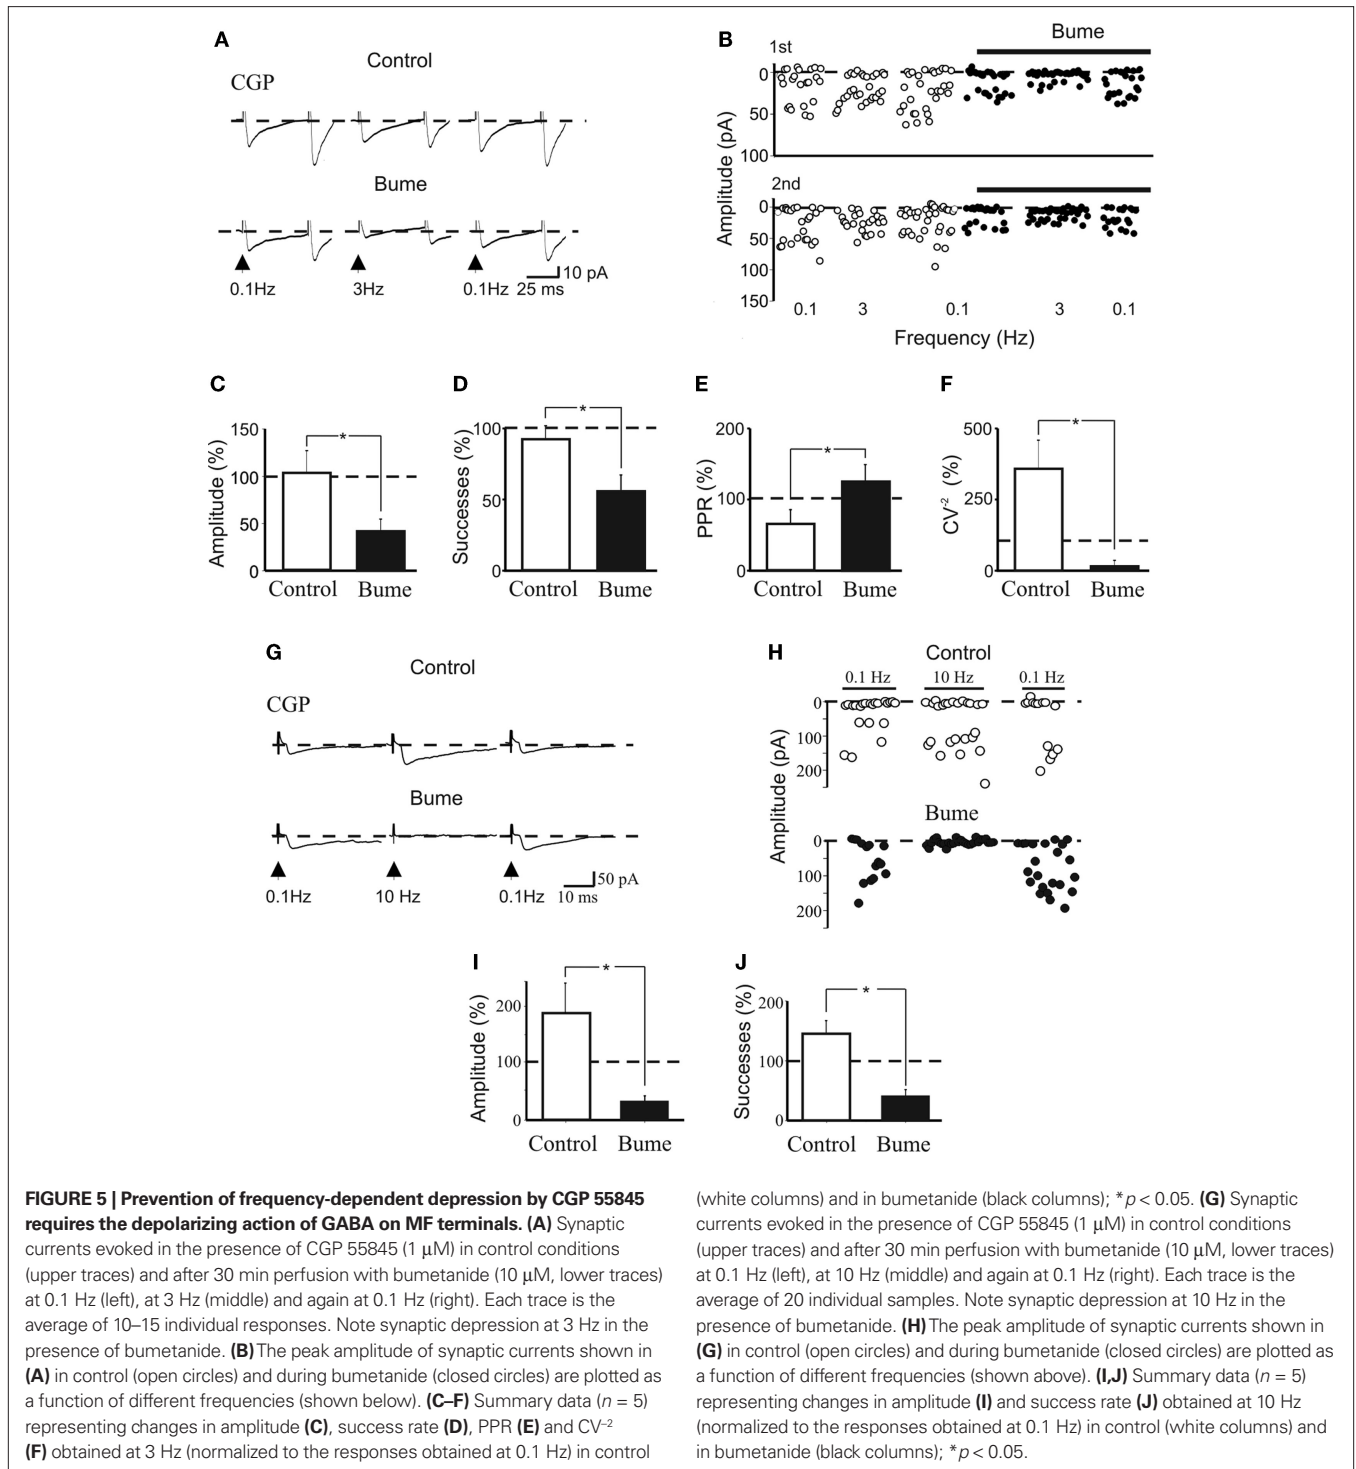 A
Control
CGP
Bume
0.1Hz
3Hz
0.1Hz
10 pA
25 ms
B
Bume
1st
0
50
100
2nd
0
50
100
150
Amplitude (pA)
0.1
3
0.1
3
0.1
Frequency (Hz)
C
150
100
50
0
Amplitude (%)
*
Control
Bume
D
100
50
0
Successes (%)
*
Control
Bume
E
200
100
0
PPR (%)
*
Control
Bume
F
500
250
0
CV⁻² (%)
*
Control
Bume
G
Control
CGP
Bume
0.1Hz
10 Hz
0.1Hz
50 pA
10 ms
H
Control
0.1 Hz
10 Hz
0.1 Hz
0
100
200
Bume
0
100
200
Amplitude (pA)
I
200
100
0
Amplitude (%)
*
Control
Bume
J
200
100
0
Successes (%)
*
Control
Bume
FIGURE 5 | Prevention of frequency-dependent depression by CGP 55845
requires the depolarizing action of GABA on MF terminals. (A) Synaptic
currents evoked in the presence of CGP 55845 (1 μM) in control conditions
(upper traces) and after 30 min perfusion with bumetanide (10 μM, lower traces)
at 0.1 Hz (left), at 3 Hz (middle) and again at 0.1 Hz (right). Each trace is the
average of 10–15 individual responses. Note synaptic depression at 3 Hz in the
presence of bumetanide. (B) The peak amplitude of synaptic currents shown in
(A) in control (open circles) and during bumetanide (closed circles) are plotted as
a function of different frequencies (shown below). (C–F) Summary data (n = 5)
representing changes in amplitude (C), success rate (D), PPR (E) and CV⁻²
(F) obtained at 3 Hz (normalized to the responses obtained at 0.1 Hz) in control
(white columns) and in bumetanide (black columns); *p < 0.05. (G) Synaptic
currents evoked in the presence of CGP 55845 (1 μM) in control conditions
(upper traces) and after 30 min perfusion with bumetanide (10 μM, lower traces)
at 0.1 Hz (left), at 10 Hz (middle) and again at 0.1 Hz (right). Each trace is the
average of 20 individual samples. Note synaptic depression at 10 Hz in the
presence of bumetanide. (H) The peak amplitude of synaptic currents shown in
(G) in control (open circles) and during bumetanide (closed circles) are plotted as
a function of different frequencies (shown above). (I,J) Summary data (n = 5)
representing changes in amplitude (I) and success rate (J) obtained at 10 Hz
(normalized to the responses obtained at 0.1 Hz) in control (white columns) and
in bumetanide (black columns); *p < 0.05.